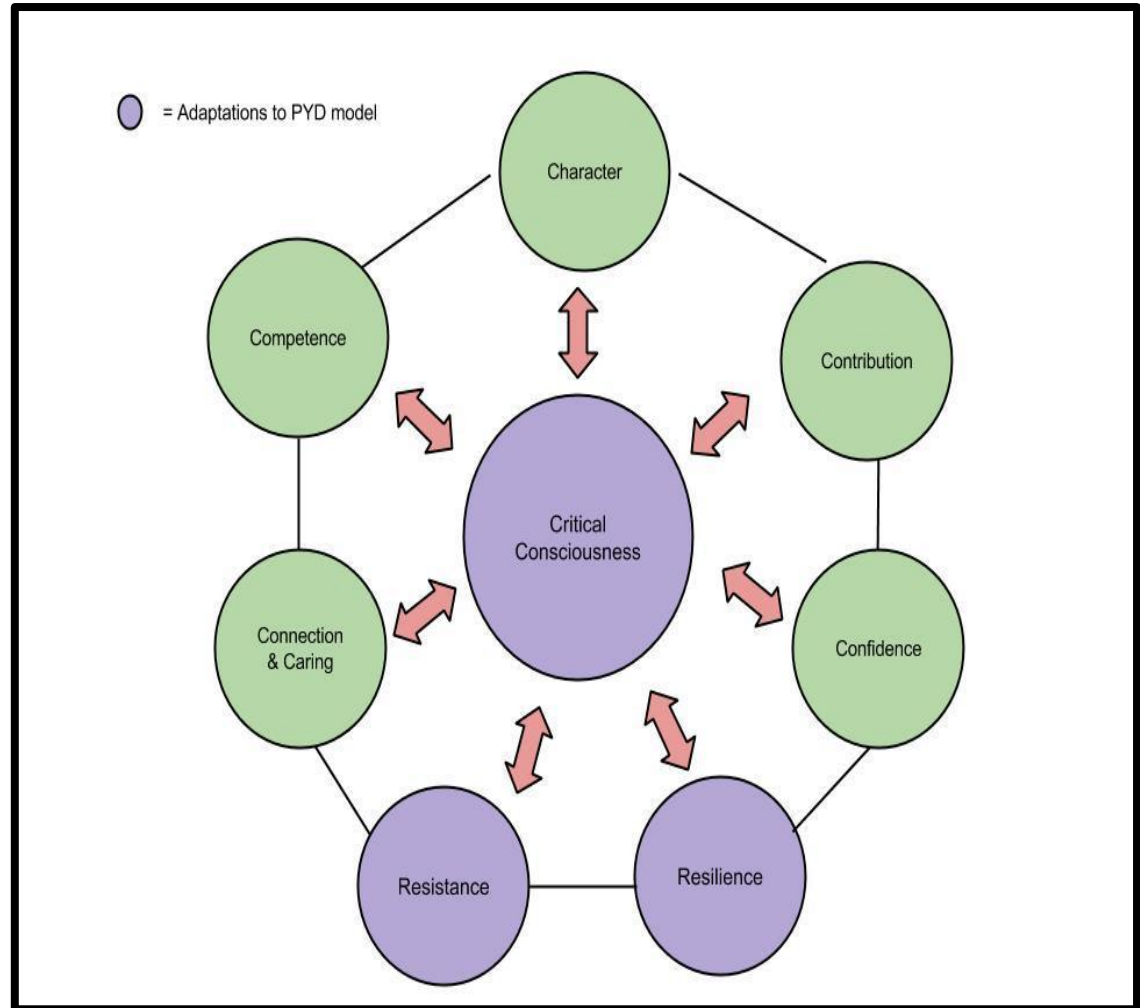 = Adaptations to PYD model
Character
Competence
Contribution
Critical
Consciousness
Connection
& Caring
Confidence
Resistance
Resilience